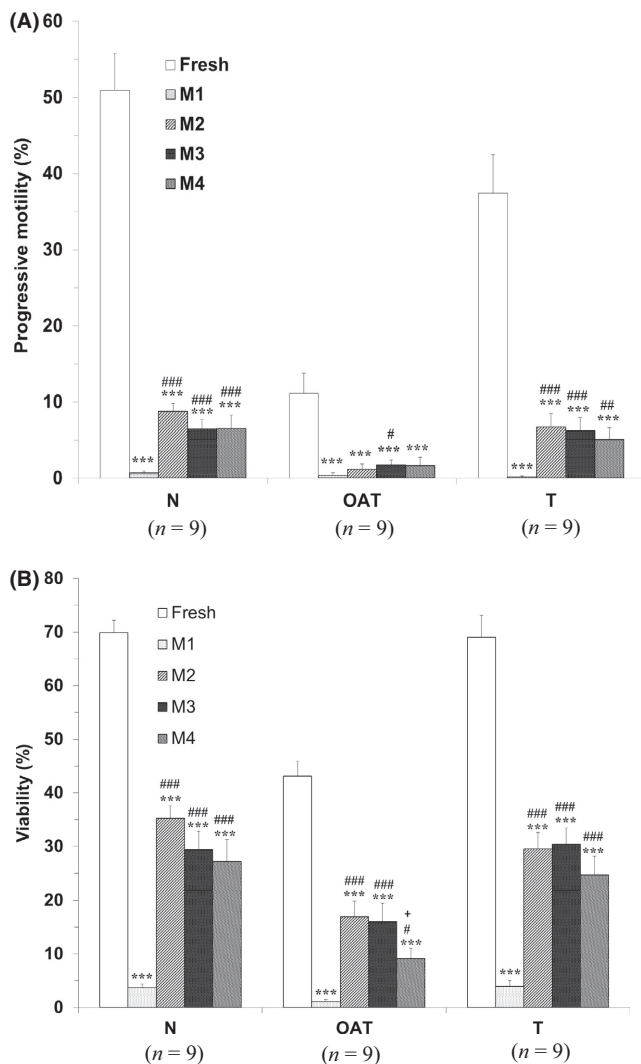 (A)
60
50
40
30
20
10
0
Progressive motility (%)
Fresh
M1
M2
M3
M4
***
###
***
###
***
###
***
***
***
#
***
***
***
###
***
###
***
##
***
N
OAT
T
(n = 9)
(n = 9)
(n = 9)
(B)
80
70
60
50
40
30
20
10
0
Viability (%)
Fresh
M1
M2
M3
M4
***
###
***
###
***
###
***
***
###
***
###
***
+
#
***
***
###
***
###
***
###
***
N
OAT
T
(n = 9)
(n = 9)
(n = 9)